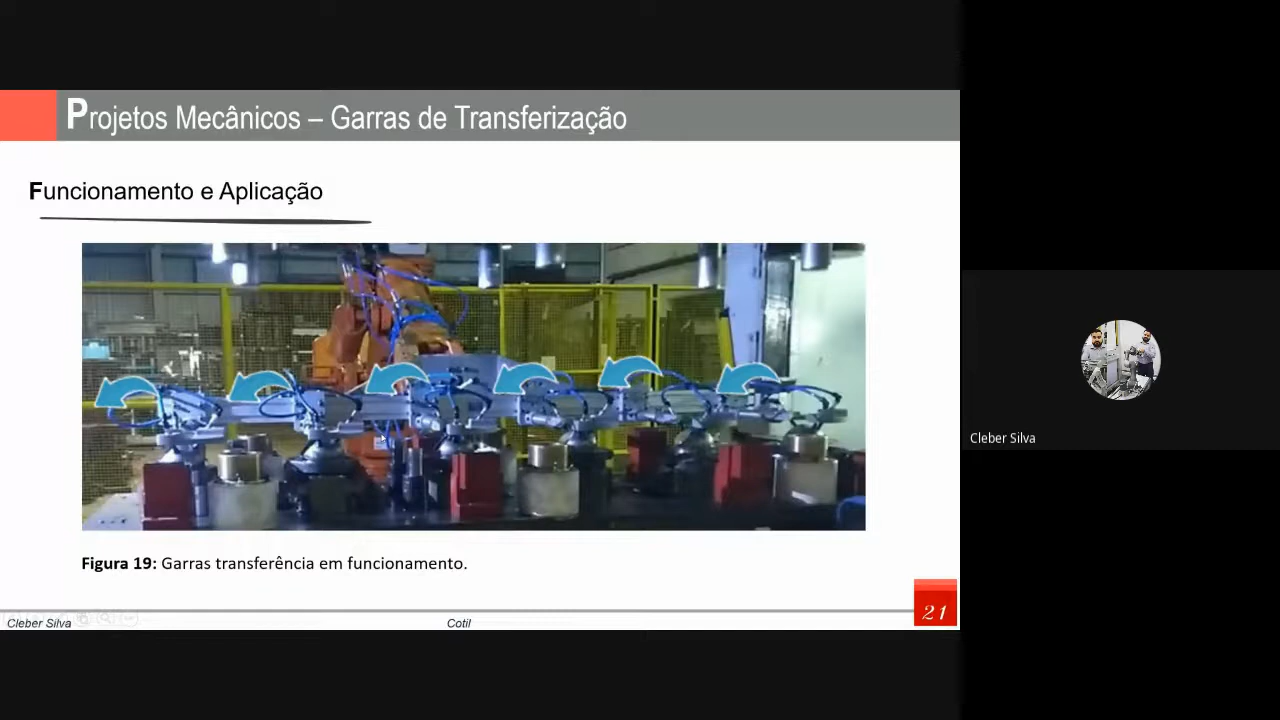 Projetos Mecânicos – Garras de Transferização
Funcionamento e Aplicação
Figura 19: Garras transferência em funcionamento.
Cleber Silva
Cotil
21
Cleber Silva